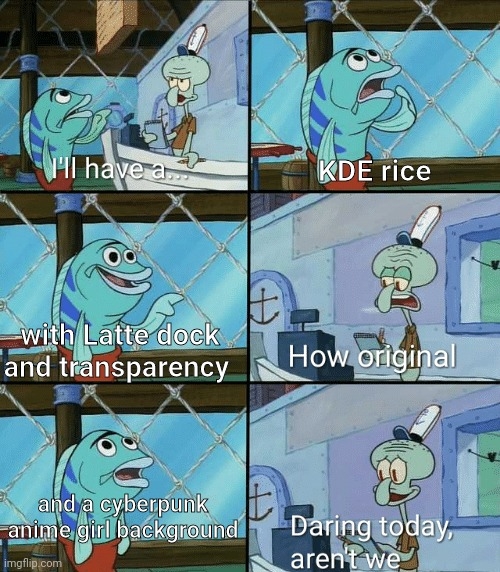 I'll have a...
KDE rice
with Latte dock
and transparency
How original
and a cyberpunk
anime girl background
Daring today,
aren't we
imgflip.com